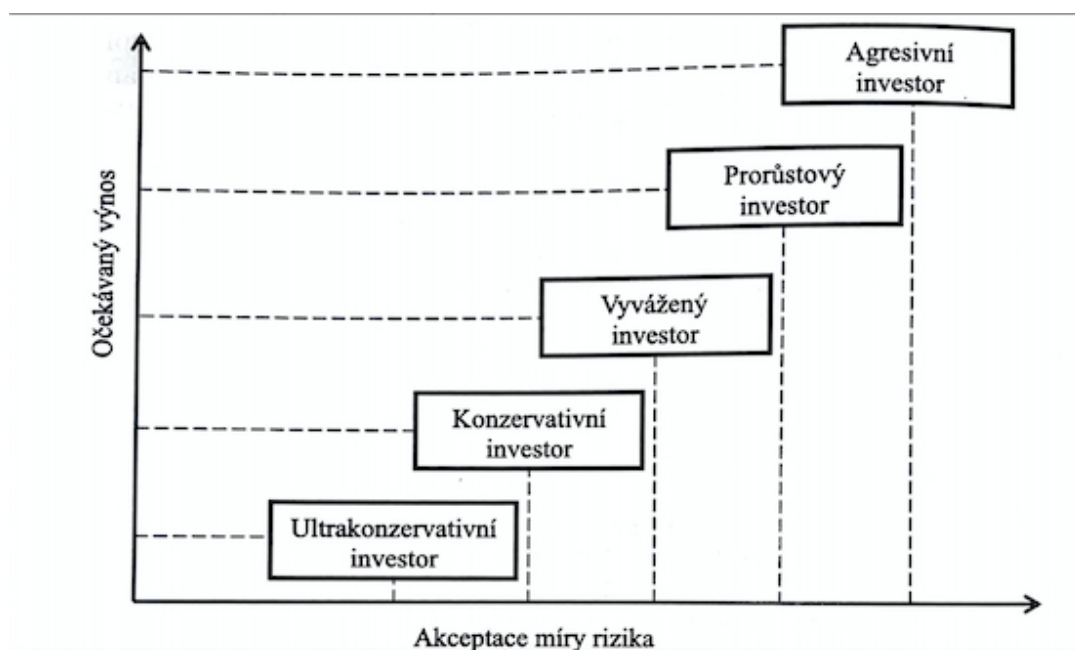 Agresivní
investor
Prorůstový
investor
Očekávaný výnos
Vyvážený
investor
Konzervativní
investor
Ultrakonzervativní
investor
Akceptace míry rizika